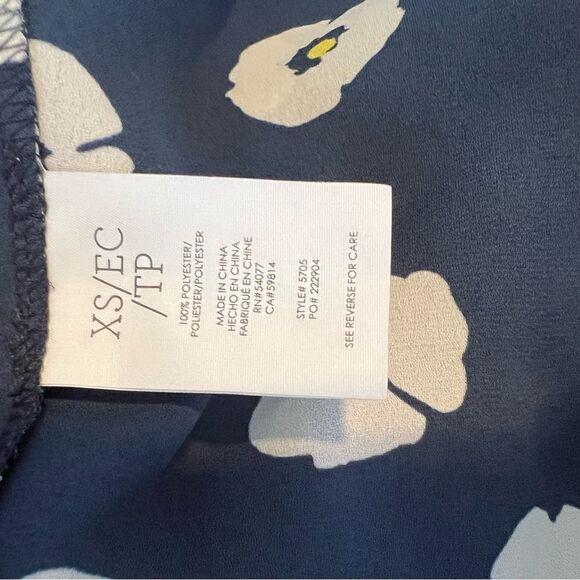 XS/EC
/TP
100% POLYESTER/
POLIESTER/POLYESTER
MADE IN CHINA
HECHO EN CHINA
FABRIQUÉ EN CHINE
RN#54077
CA#59814
STYLE# 5705
PO# 222904
SEE REVERSE FOR CARE